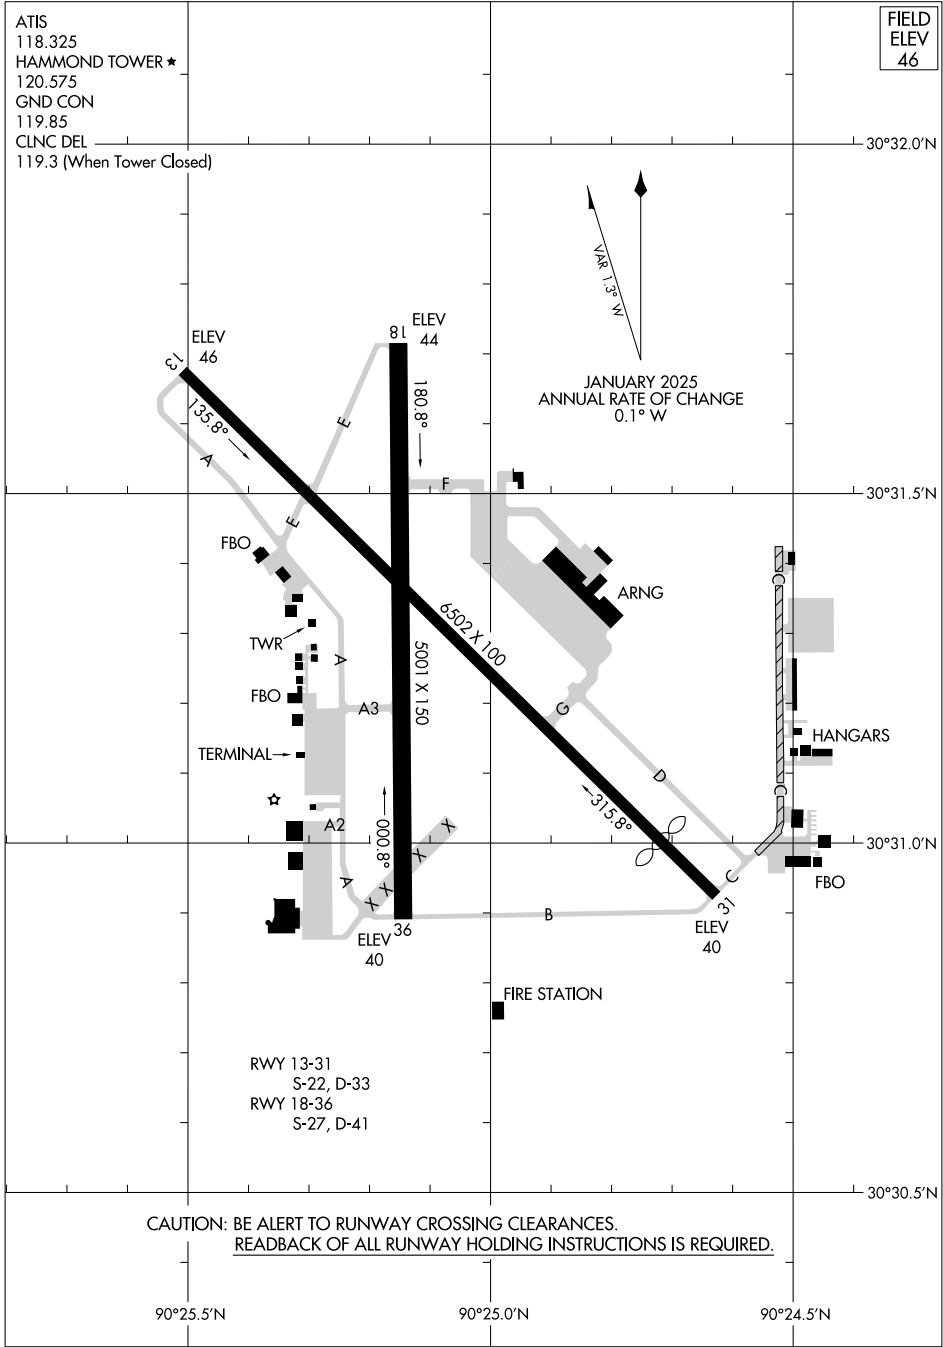 ATIS
118.325
HAMMOND TOWER ★
120.575
GND CON
119.85
CLNC DEL
119.3 (When Tower Closed)
FIELD
ELEV
46
30°32.0'N
VAR 1.3° W
JANUARY 2025
ANNUAL RATE OF CHANGE
0.1° W
13
ELEV
46
18
ELEV
44
135.8°
180.8°
E
A
F
30°31.5'N
E
FBO
C
ARNG
TWR
A
6502 X 100
5001 X 150
FBO
A3
G
TERMINAL
HANGARS
D
C
315.8°
000.8°
A2
X
X
X
X
30°31.0'N
A
C
FBO
B
31
36
ELEV
40
ELEV
40
FIRE STATION
RWY 13-31
S-22, D-33
RWY 18-36
S-27, D-41
30°30.5'N
CAUTION: BE ALERT TO RUNWAY CROSSING CLEARANCES.
READBACK OF ALL RUNWAY HOLDING INSTRUCTIONS IS REQUIRED.
90°25.5'N
90°25.0'N
90°24.5'N